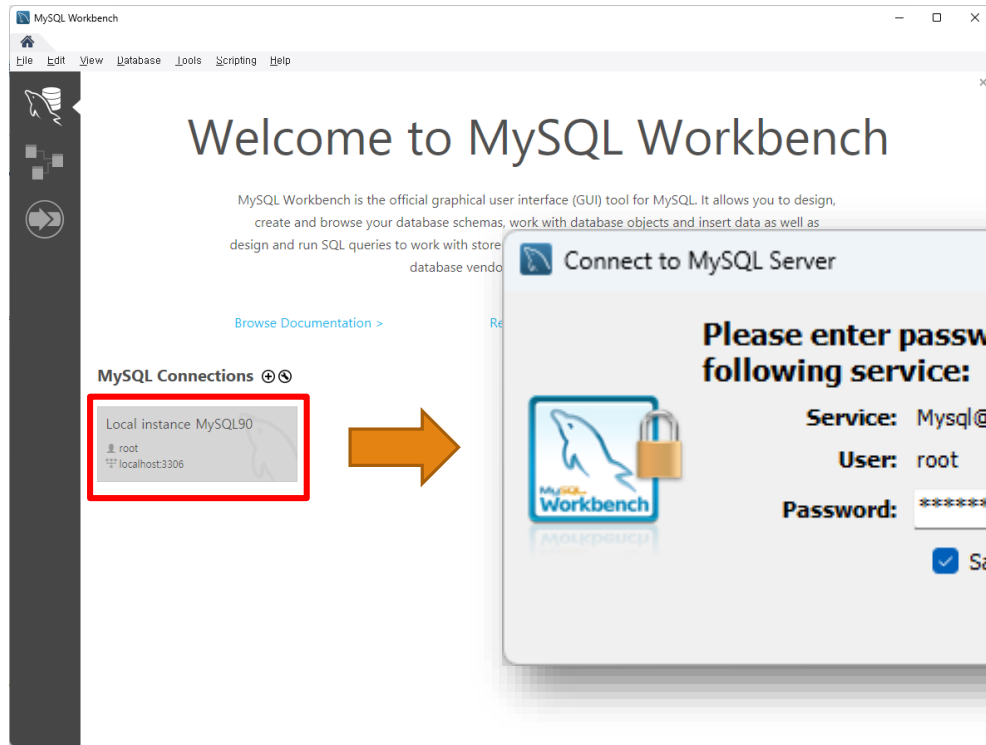 MySQL Workbench
File Edit View Database Tools Scripting Help
Welcome to MySQL Workbench
MySQL Workbench is the official graphical user interface (GUI) tool for MySQL. It allows you to design,
create and browse your database schemas, work with database objects and insert data as well as
design and run SQL queries to work with store
database vendo
Browse Documentation >
Re
MySQL Connections
Local instance MySQL90
root
localhost:3306
Connect to MySQL Server
Please enter passw
following service:
Service: Mysql@
User: root
Password: ******
Sa
MySQL
Workbench